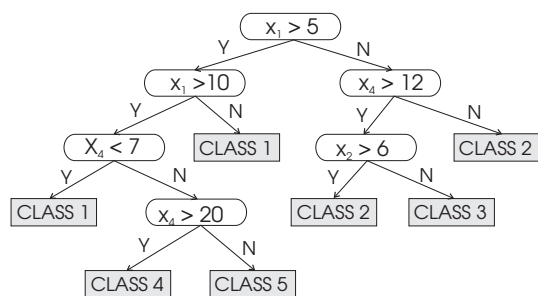 x₁ > 5
Y N
x₁ >10 x₄ > 12
Y N Y N
X₄ < 7 CLASS 1 x₂ > 6 CLASS 2
Y N Y N
CLASS 1 x₄ > 20 CLASS 2 CLASS 3
Y N
CLASS 4 CLASS 5